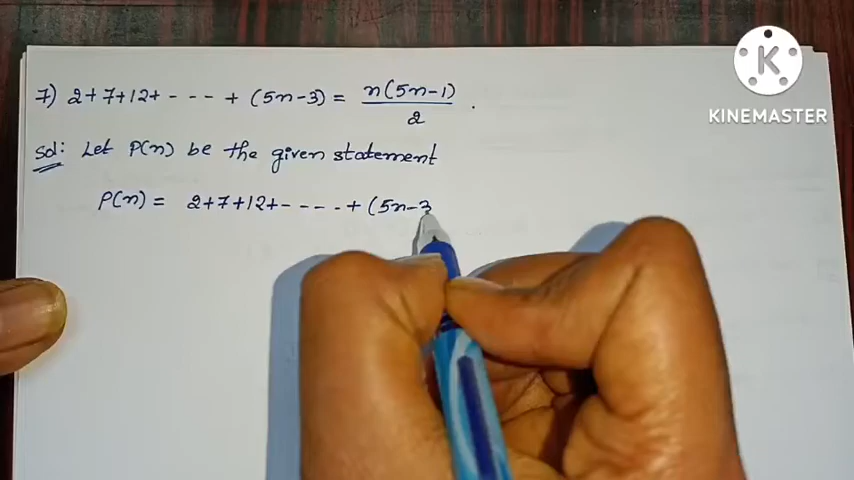 7) 2+7+12+ - - - - + (5n-3) = n(5n-1)/2 .
Sol: Let P(n) be the given statement
P(n) = 2+7+12+- - - - . + (5n-3
K
KINEMASTER